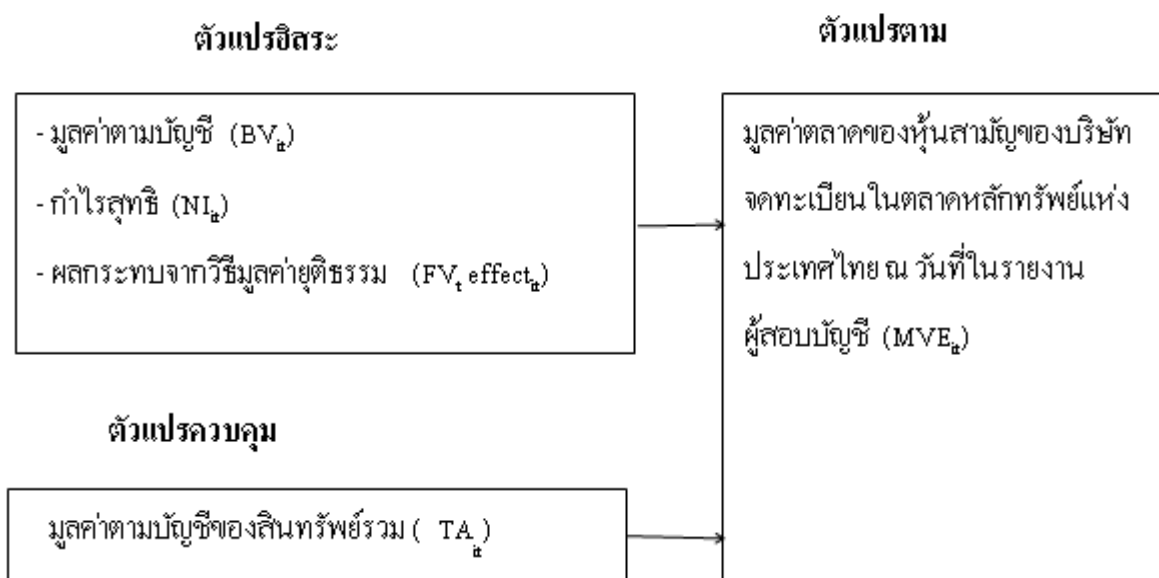 ตัวแปรอิสระ
- มูลค่าตามบัญชี (BVit)
- กำไรสุทธิ (NIit)
- ผลกระทบจากวิธีมูลค่ายุติธรรม (FVt effectit)
ตัวแปรควบคุม
มูลค่าตามบัญชีของสินทรัพย์รวม ( TAit)
ตัวแปรตาม
มูลค่าตลาดของหุ้นสามัญของบริษัท
จดทะเบียนในตลาดหลักทรัพย์แห่ง
ประเทศไทย ณ วันที่ในรายงาน
ผู้สอบบัญชี (MVEit)